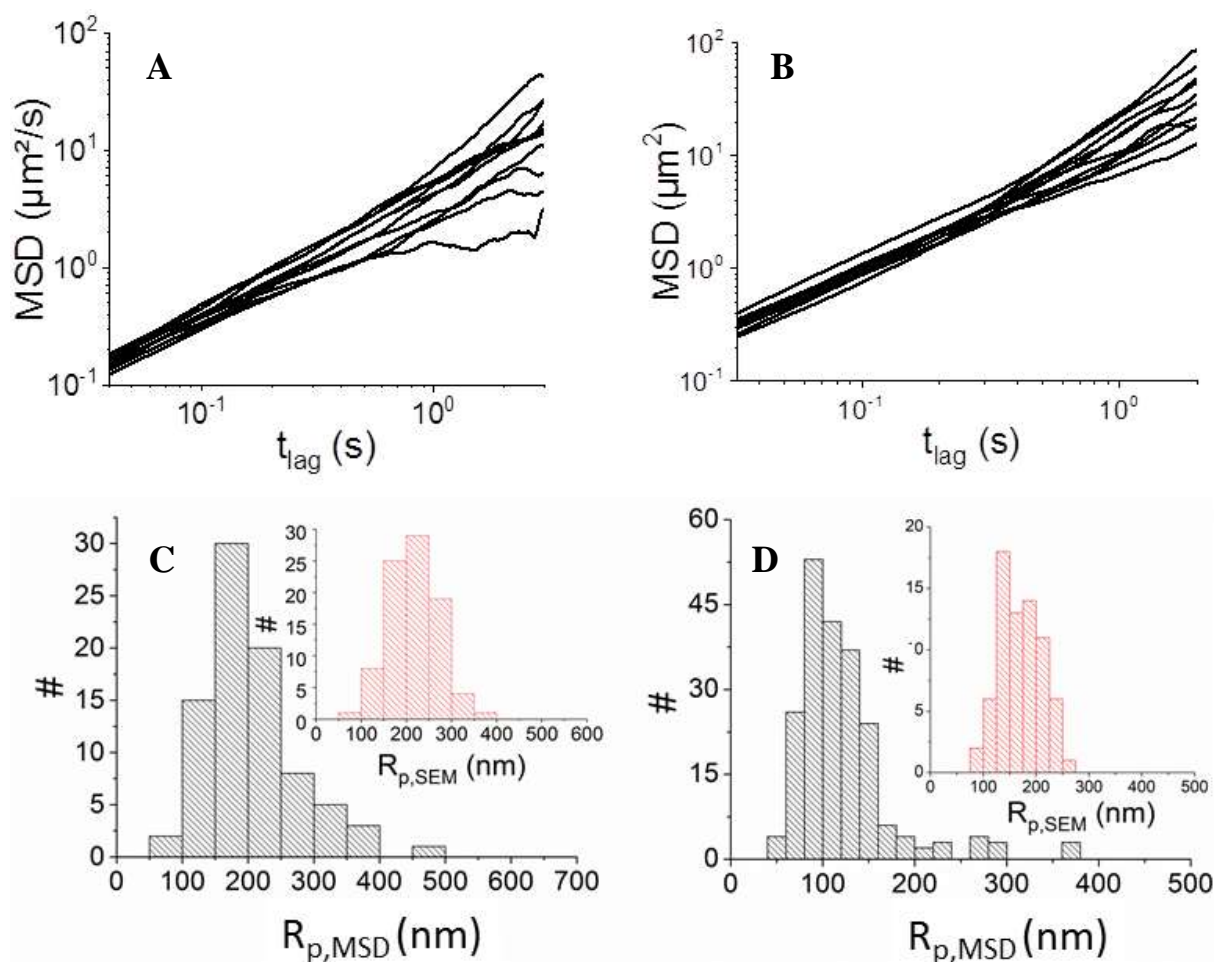 A
MSD (µm²/s)
10²
10¹
10⁰
10⁻¹
10⁻¹ 10⁰
t_lag (s)
B
MSD (µm²)
10²
10¹
10⁰
10⁻¹
10⁻¹ 10⁰
t_lag (s)
C
#
30
25
20
15
10
5
0
0 100 200 300 400 500 600 700
R_p,MSD (nm)
#
30
25
20
15
10
5
0
0 100 200 300 400 500 600
R_p,SEM (nm)
D
#
60
45
30
15
0
0 100 200 300 400 500
R_p,MSD (nm)
#
20
15
10
5
0
0 100 200 300 400 500
R_p,SEM (nm)